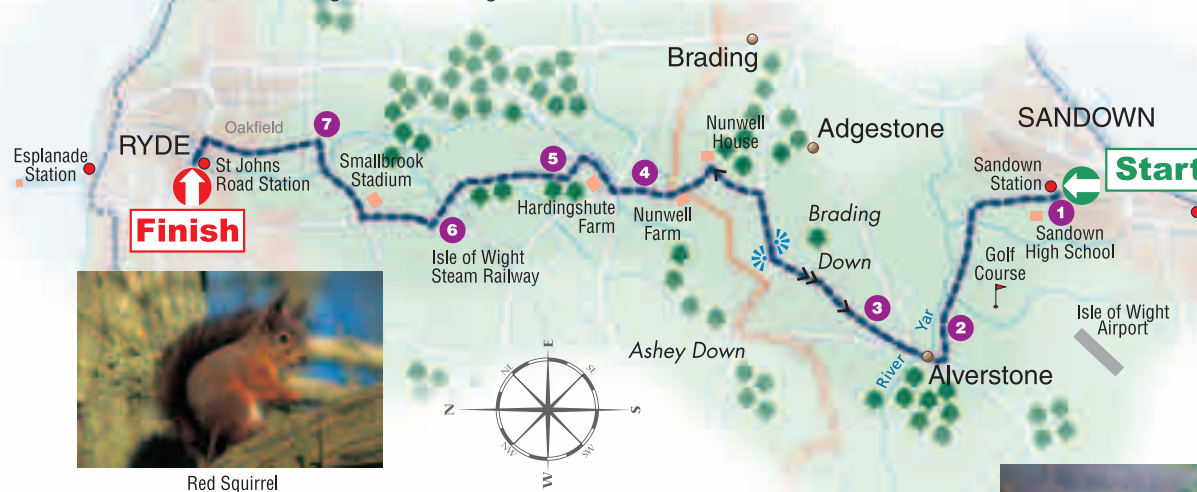 Brading
SANDOWN
7
Oakfield
RYDE
Esplanade
Station
St Johns
Road Station
Smallbrook
Stadium
5
4
Nunwell
House
Adgestone
Sandown
Station
Start
1
Finish
Hardingshute
Farm
Nunwell
Farm
Brading
Down
Sandown
High School
6
Isle of Wight
Steam Railway
Golf
Course
3
2
Isle of Wight
Airport
River Yar
Ashey Down
Alverstone
E
NE
SE
N
S
NW
SW
W
Red Squirrel